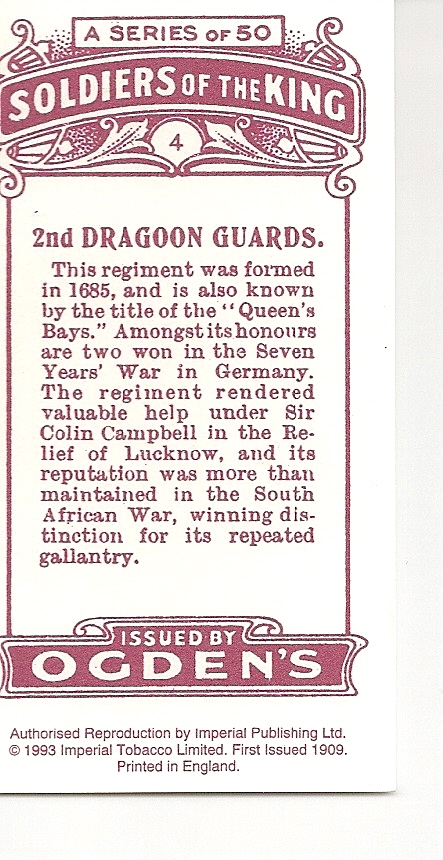 A SERIES OF 50
SOLDIERS OF THE KING
4
2nd DRAGOON GUARDS.
This regiment was formed
in 1685, and is also known
by the title of the "Queen's
Bays." Amongst its honours
are two won in the Seven
Years' War in Germany.
The regiment rendered
valuable help under Sir
Colin Campbell in the Re-
lief of Lucknow, and its
reputation was more than
maintained in the South
African War, winning dis-
tinction for its repeated
gallantry.
ISSUED BY
OGDEN'S
Authorised Reproduction by Imperial Publishing Ltd.
© 1993 Imperial Tobacco Limited. First Issued 1909.
Printed in England.